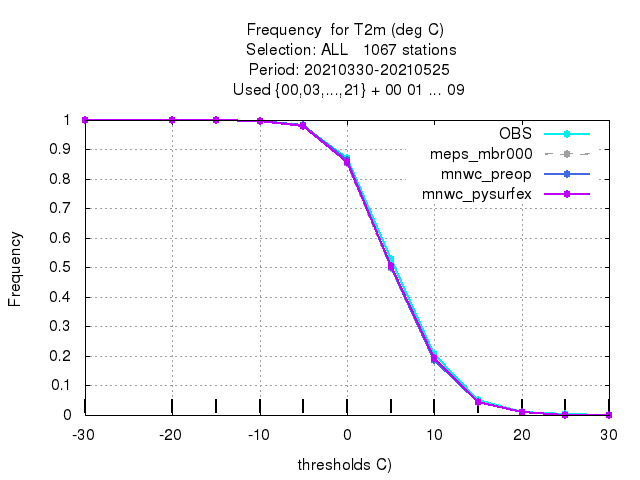 Frequency for T2m (deg C)
Selection: ALL 1067 stations
Period: 20210330-20210525
Used {00,03,...,21} + 00 01 ... 09
OBS
meps_mbr000
mnwc_preop
mnwc_pysurfex
1
0.9
0.8
0.7
0.6
0.5
0.4
0.3
0.2
0.1
0
Frequency
-30
-20
-10
0
10
20
30
thresholds C)